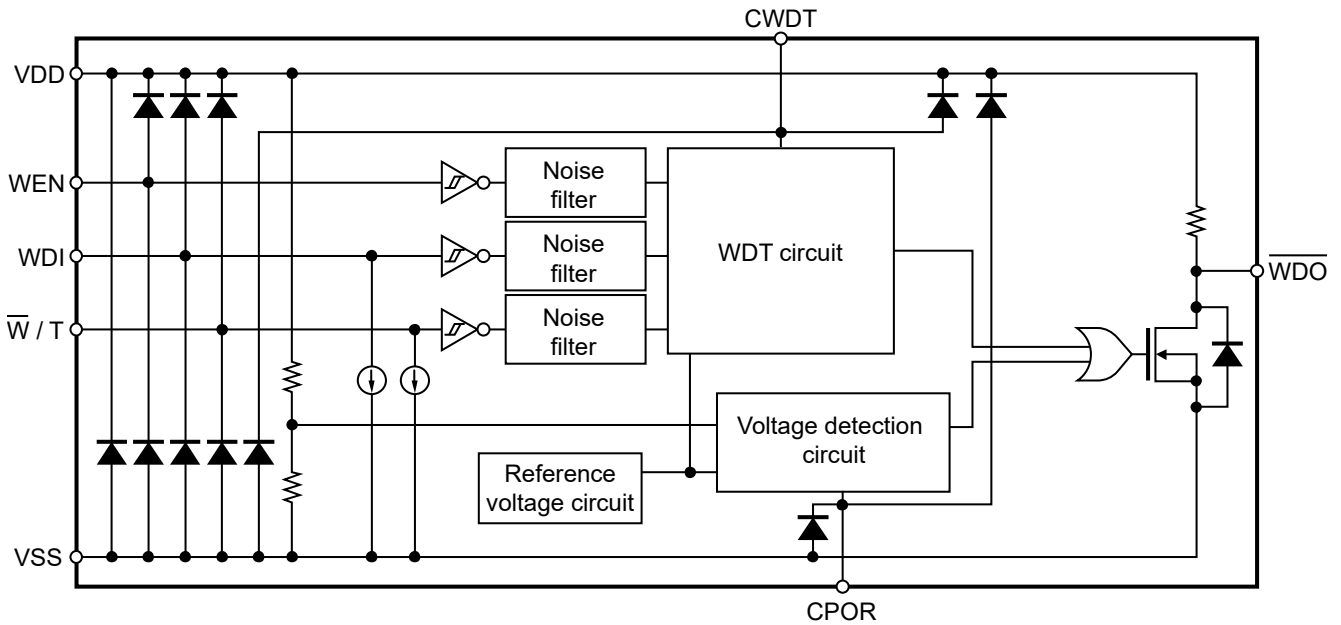 CWDT
VDD
WEN
Noise
filter
WDI
Noise
filter
WDT circuit
W̅D̅O̅
W̅ / T
Noise
filter
Voltage detection
circuit
Reference
voltage circuit
VSS
CPOR